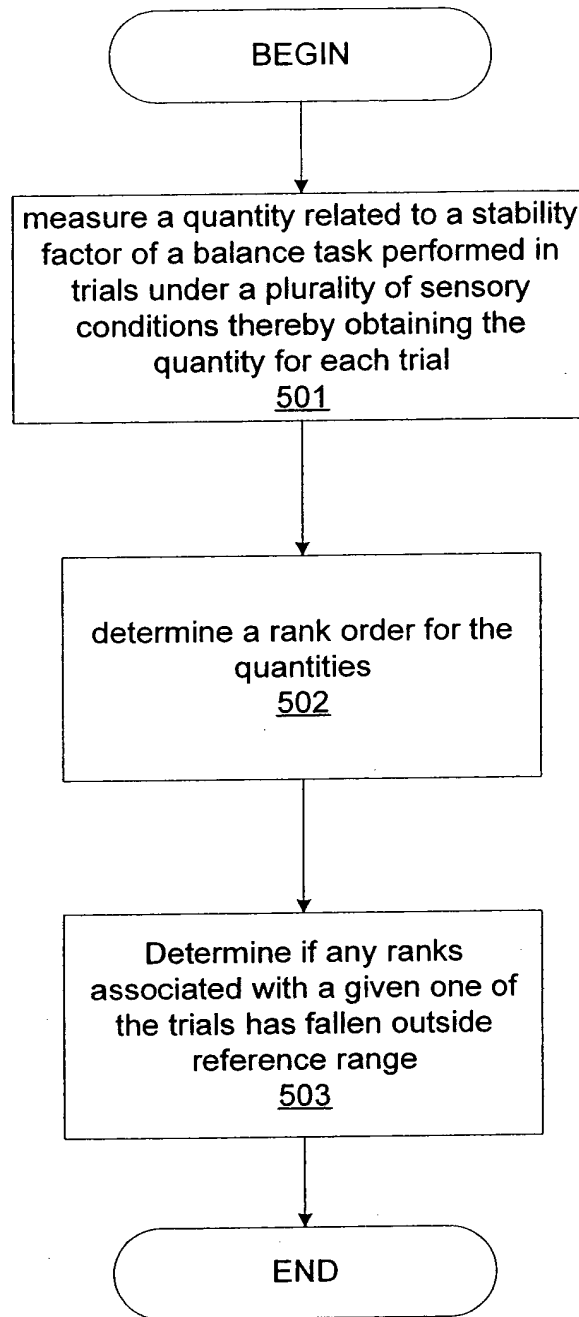 BEGIN
measure a quantity related to a stability
factor of a balance task performed in
trials under a plurality of sensory
conditions thereby obtaining the
quantity for each trial
501
determine a rank order for the
quantities
502
Determine if any ranks
associated with a given one of
the trials has fallen outside
reference range
503
END